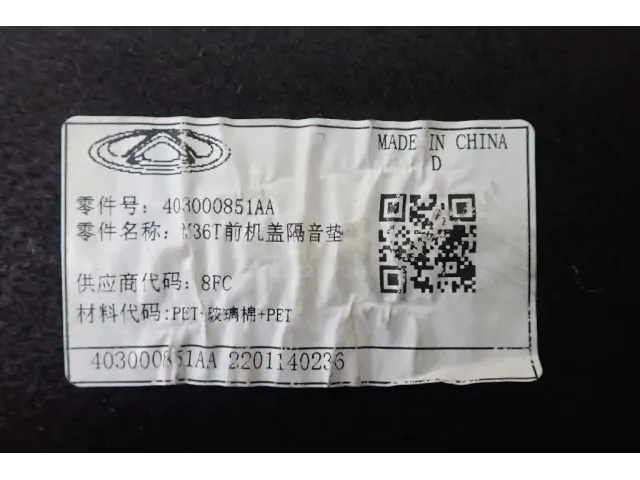 MADE IN CHINA
D
零件号: 403000851AA
零件名称: M36T前机盖隔音垫
供应商代码: 8FC
材料代码:PET+玻璃棉+PET
403000851AA 2201140236